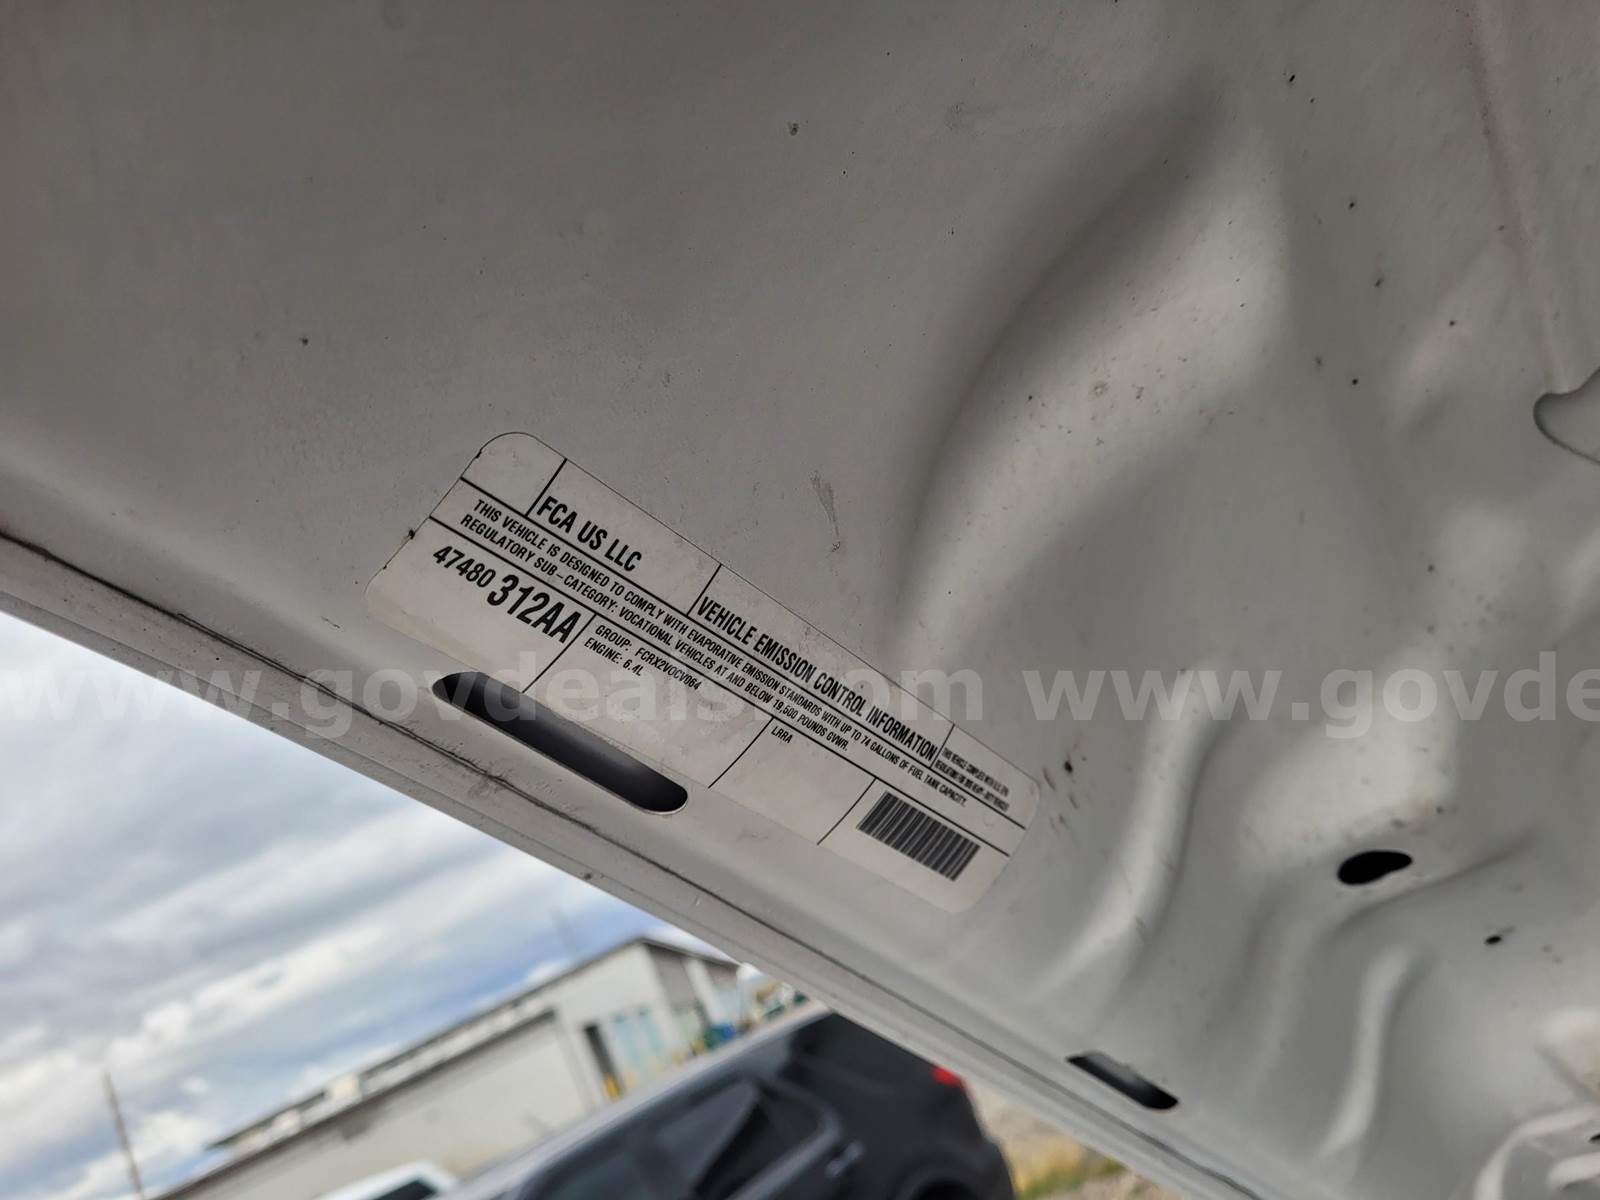 FCA US LLC
VEHICLE EMISSION CONTROL INFORMATION
THIS VEHICLE IS DESIGNED TO COMPLY WITH EVAPORATIVE EMISSION STANDARDS WITH UP TO 74 GALLONS OF FUEL TANK CAPACITY.
REGULATORY SUB-CATEGORY: VOCATIONAL VEHICLES AT AND BELOW 19,500 POUNDS GVWR.
47480 312AA
GROUP: FCRX2VOCV064
ENGINE: 6.4L
LRRA
www.govdeals.com www.govde